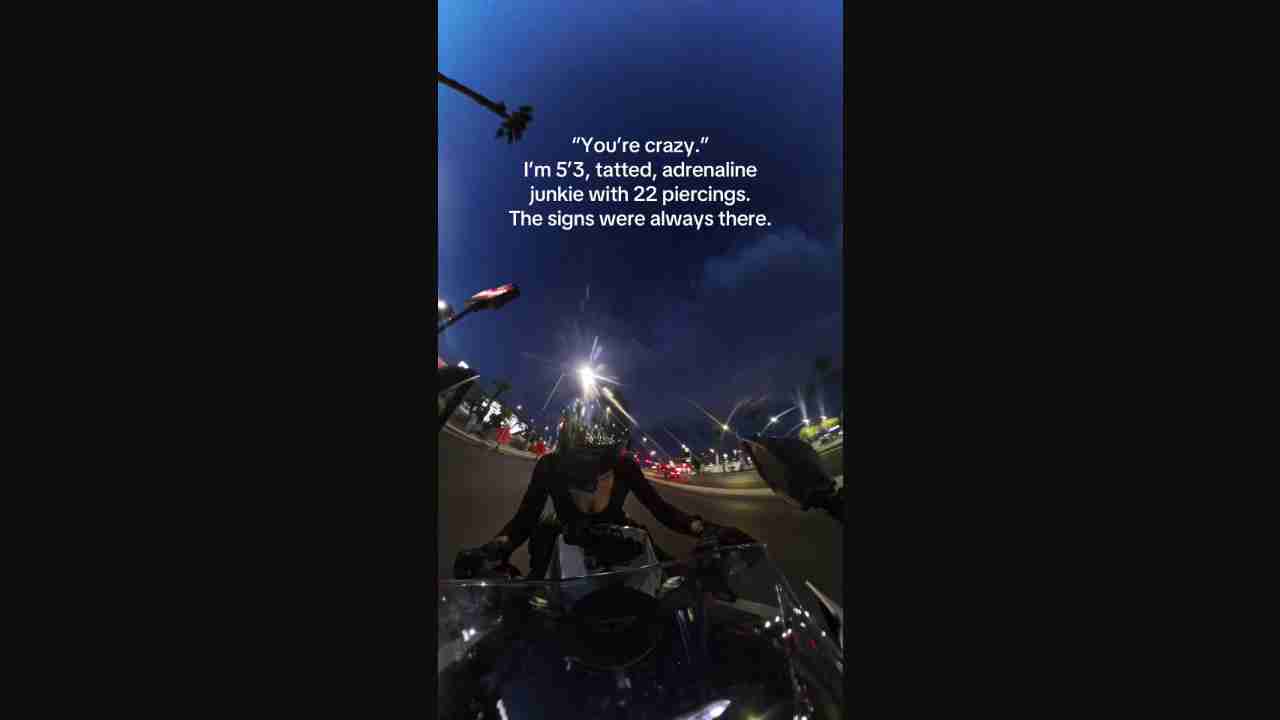 "You're crazy."
I'm 5'3, tatted, adrenaline
junkie with 22 piercings.
The signs were always there.